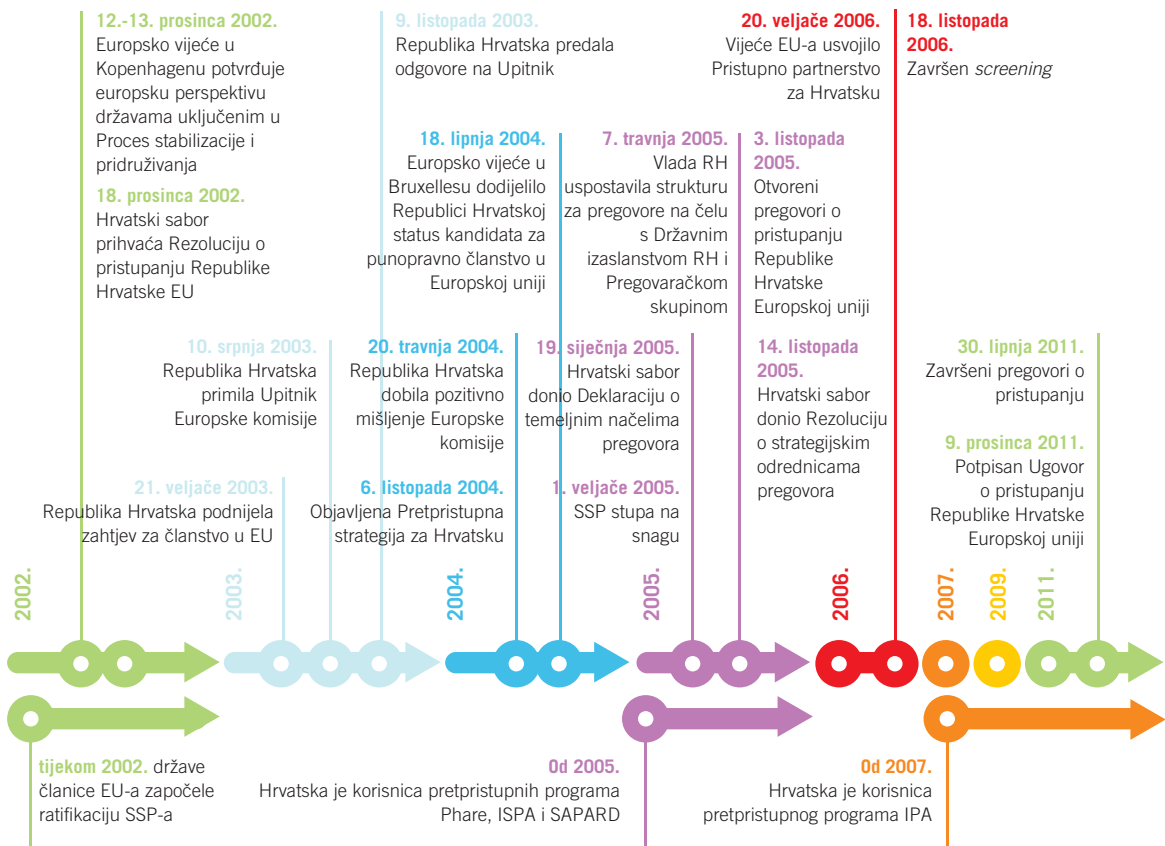 12.-13. prosinca 2002.
Europsko vijeće u
Kopenhagenu potvrđuje
europsku perspektivu
državama uključenim u
Proces stabilizacije i
pridruživanja
18. prosinca 2002.
Hrvatski sabor
prihvaća Rezoluciju o
pristupanju Republike
Hrvatske EU
9. listopada 2003.
Republika Hrvatska predala
odgovore na Upitnik
20. veljače 2006.
Vijeće EU-a usvojilo
Pristupno partnerstvo
za Hrvatsku
18. listopada
2006.
Završen screening
18. lipnja 2004.
Europsko vijeće u
Bruxellesu dodijelilo
Republici Hrvatskoj
status kandidata za
punopravno članstvo u
Europskoj uniji
7. travnja 2005.
Vlada RH
uspostavila strukturu
za pregovore na čelu
s Državnim
izaslanstvom RH i
Pregovaračkom
skupinom
3. listopada
2005.
Otvoreni
pregovori o
pristupanju
Republike
Hrvatske
Europskoj uniji
10. srpnja 2003.
Republika Hrvatska
primila Upitnik
Europske komisije
20. travnja 2004.
Republika Hrvatska
dobila pozitivno
mišljenje Europske
komisije
19. siječnja 2005.
Hrvatski sabor
donio Deklaraciju o
temeljnim načelima
pregovora
14. listopada
2005.
Hrvatski sabor
donio Rezoluciju
o strategijskim
odrednicama
pregovora
30. lipnja 2011.
Završeni pregovori o
pristupanju
9. prosinca 2011.
Potpisan Ugovor
o pristupanju
Republike Hrvatske
Europskoj uniji
21. veljače 2003.
Republika Hrvatska podnijela
zahtjev za članstvo u EU
6. listopada 2004.
Objavljena Pretpristupna
strategija za Hrvatsku
1. veljače 2005.
SSP stupa na
snagu
2002.
2003.
2004.
2005.
2006.
2007.
2009.
2011.
tijekom 2002. države
članice EU-a započele
ratifikaciju SSP-a
Od 2005.
Hrvatska je korisnica pretpristupnih programa
Phare, ISPA i SAPARD
Od 2007.
Hrvatska je korisnica
pretpristupnog programa IPA